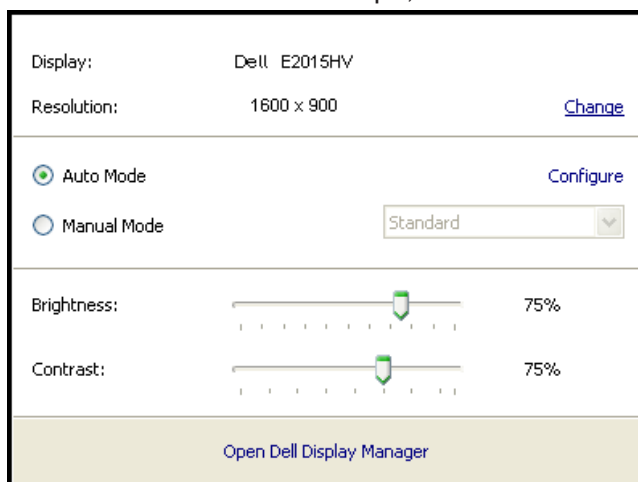 Display: Dell E2015HV
Resolution: 1600 x 900 Change
Auto Mode Configure
Manual Mode Standard
Brightness: 75%
Contrast: 75%
Open Dell Display Manager